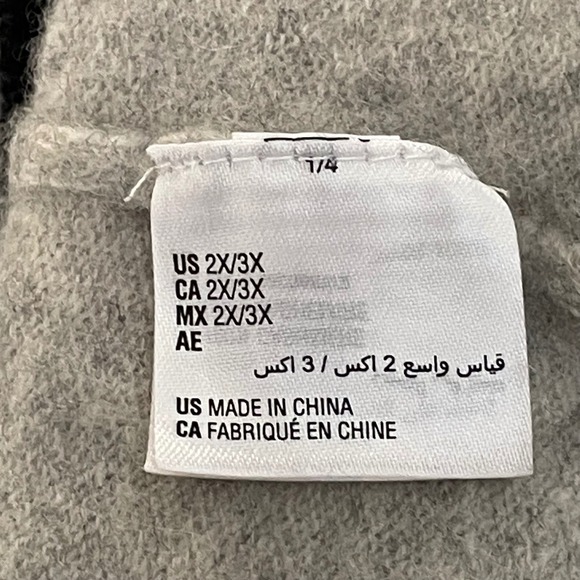 1/4
US 2X/3X
CA 2X/3X
MX 2X/3X
AE
قياس واسع 2 اكس / 3 اكس
US MADE IN CHINA
CA FABRIQUÉ EN CHINE